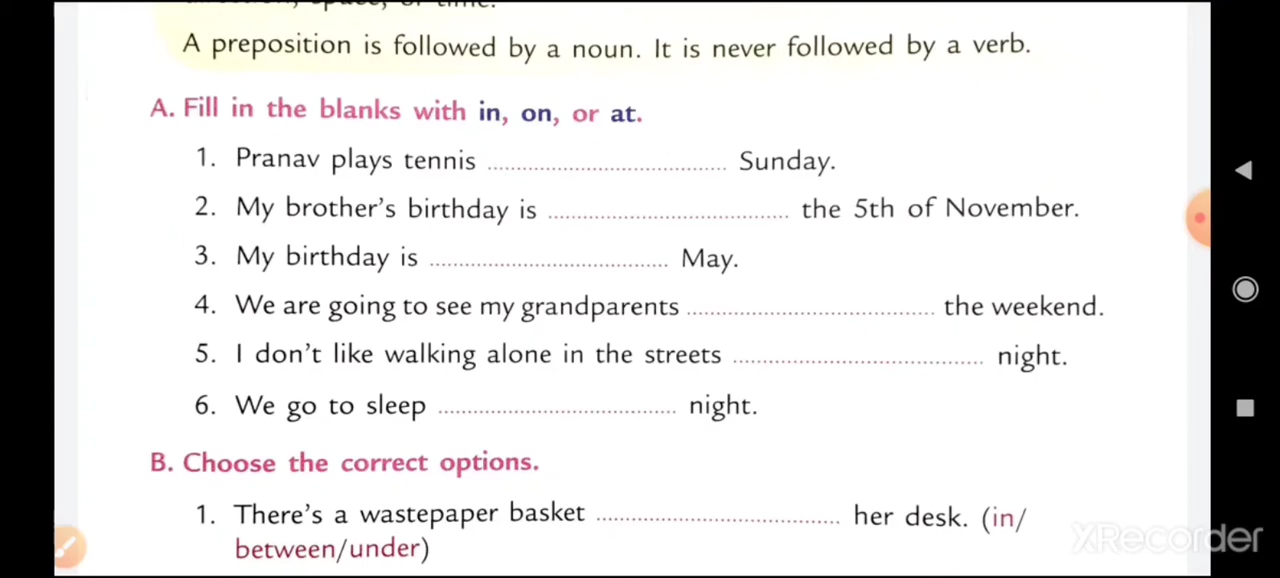 A preposition is followed by a noun. It is never followed by a verb.
A. Fill in the blanks with in, on, or at.
1. Pranav plays tennis ........................................ Sunday.
2. My brother's birthday is ........................................ the 5th of November.
3. My birthday is ........................................ May.
4. We are going to see my grandparents ........................................ the weekend.
5. I don't like walking alone in the streets ........................................ night.
6. We go to sleep ........................................ night.
B. Choose the correct options.
1. There's a wastepaper basket ........................................ her desk. (in/
between/under)
XRecorder